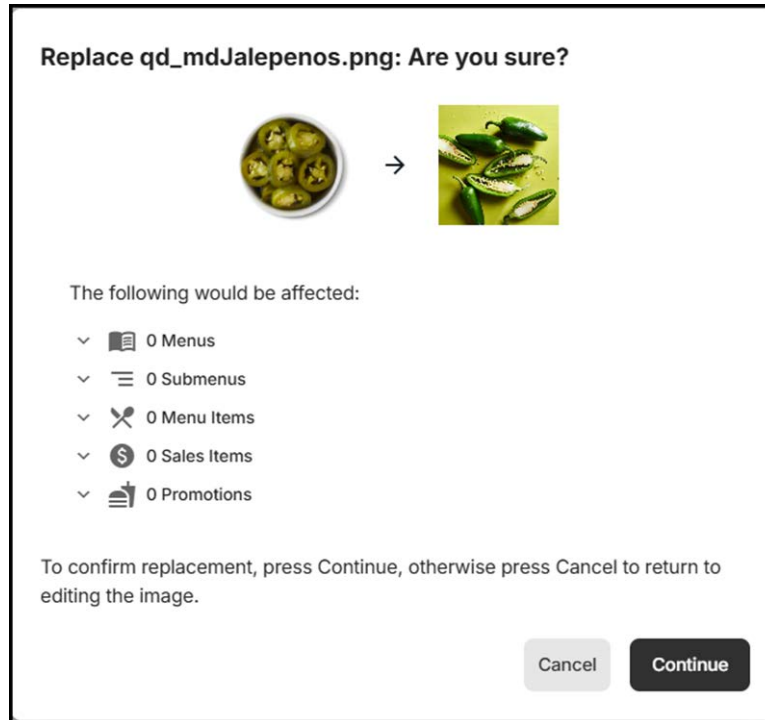 Replace qd_mdJalepenos.png: Are you sure?
The following would be affected:
0 Menus
0 Submenus
0 Menu Items
0 Sales Items
0 Promotions
To confirm replacement, press Continue, otherwise press Cancel to return to
editing the image.
Cancel
Continue